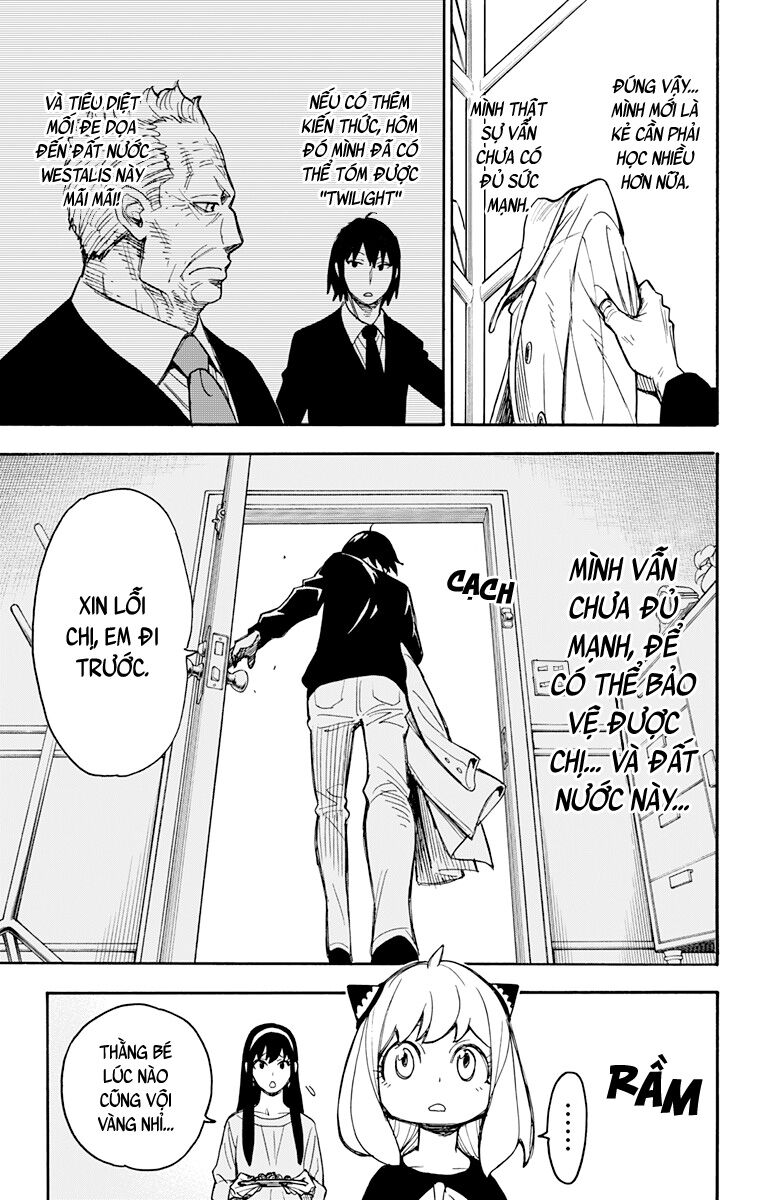 ĐÚNG VẬY...
MÌNH MỚI LÀ
KẺ CẦN PHẢI
HỌC NHIỀU
HƠN NỮA.
MÌNH THẬT
SỰ VẪN
CHƯA CÓ
ĐỦ SỨC
MẠNH.
NẾU CÓ THÊM
KIẾN THỨC, HÔM
ĐÓ MÌNH ĐÃ CÓ
THỂ TÓM ĐƯỢC
"TWILIGHT"
VÀ TIÊU DIỆT
MỐI ĐE DỌA
ĐẾN ĐẤT NƯỚC
WESTALIS NÀY
MÃI MÃI!
MÌNH VẪN
CHƯA ĐỦ
MẠNH, ĐỂ
CÓ THỂ BẢO
VỆ ĐƯỢC
CHỊ... VÀ ĐẤT
NƯỚC NÀY...
CẠCH
XIN LỖI
CHỊ, EM ĐI
TRƯỚC.
RẦM
......
THẰNG BÉ
LÚC NÀO
CŨNG VỘI
VÀNG NHỈ...